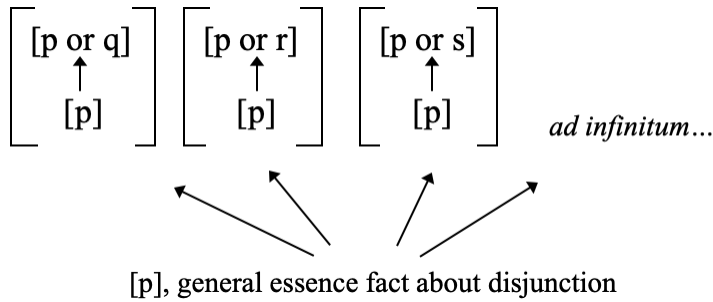 [p or q] [p or r] [p or s]
[p] [p] [p]
ad infinitum…
[p], general essence fact about disjunction